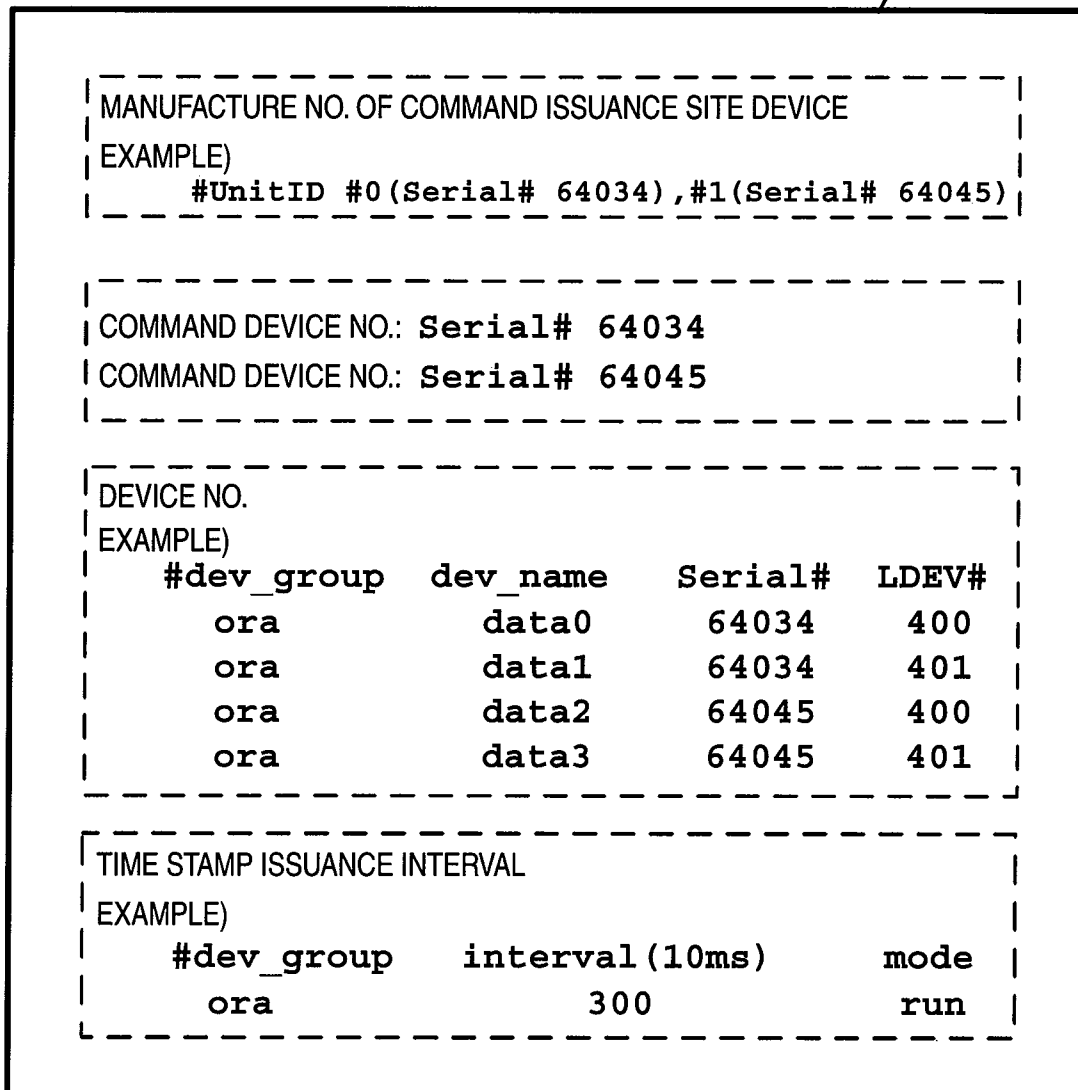 MANUFACTURE NO. OF COMMAND ISSUANCE SITE DEVICE
EXAMPLE)
#UnitID #0(Serial# 64034),#1(Serial# 64045)
COMMAND DEVICE NO.: Serial# 64034
COMMAND DEVICE NO.: Serial# 64045
DEVICE NO.
EXAMPLE)
#dev_group dev_name Serial# LDEV#
ora data0 64034 400
ora data1 64034 401
ora data2 64045 400
ora data3 64045 401
TIME STAMP ISSUANCE INTERVAL
EXAMPLE)
#dev_group interval(10ms) mode
ora 300 run